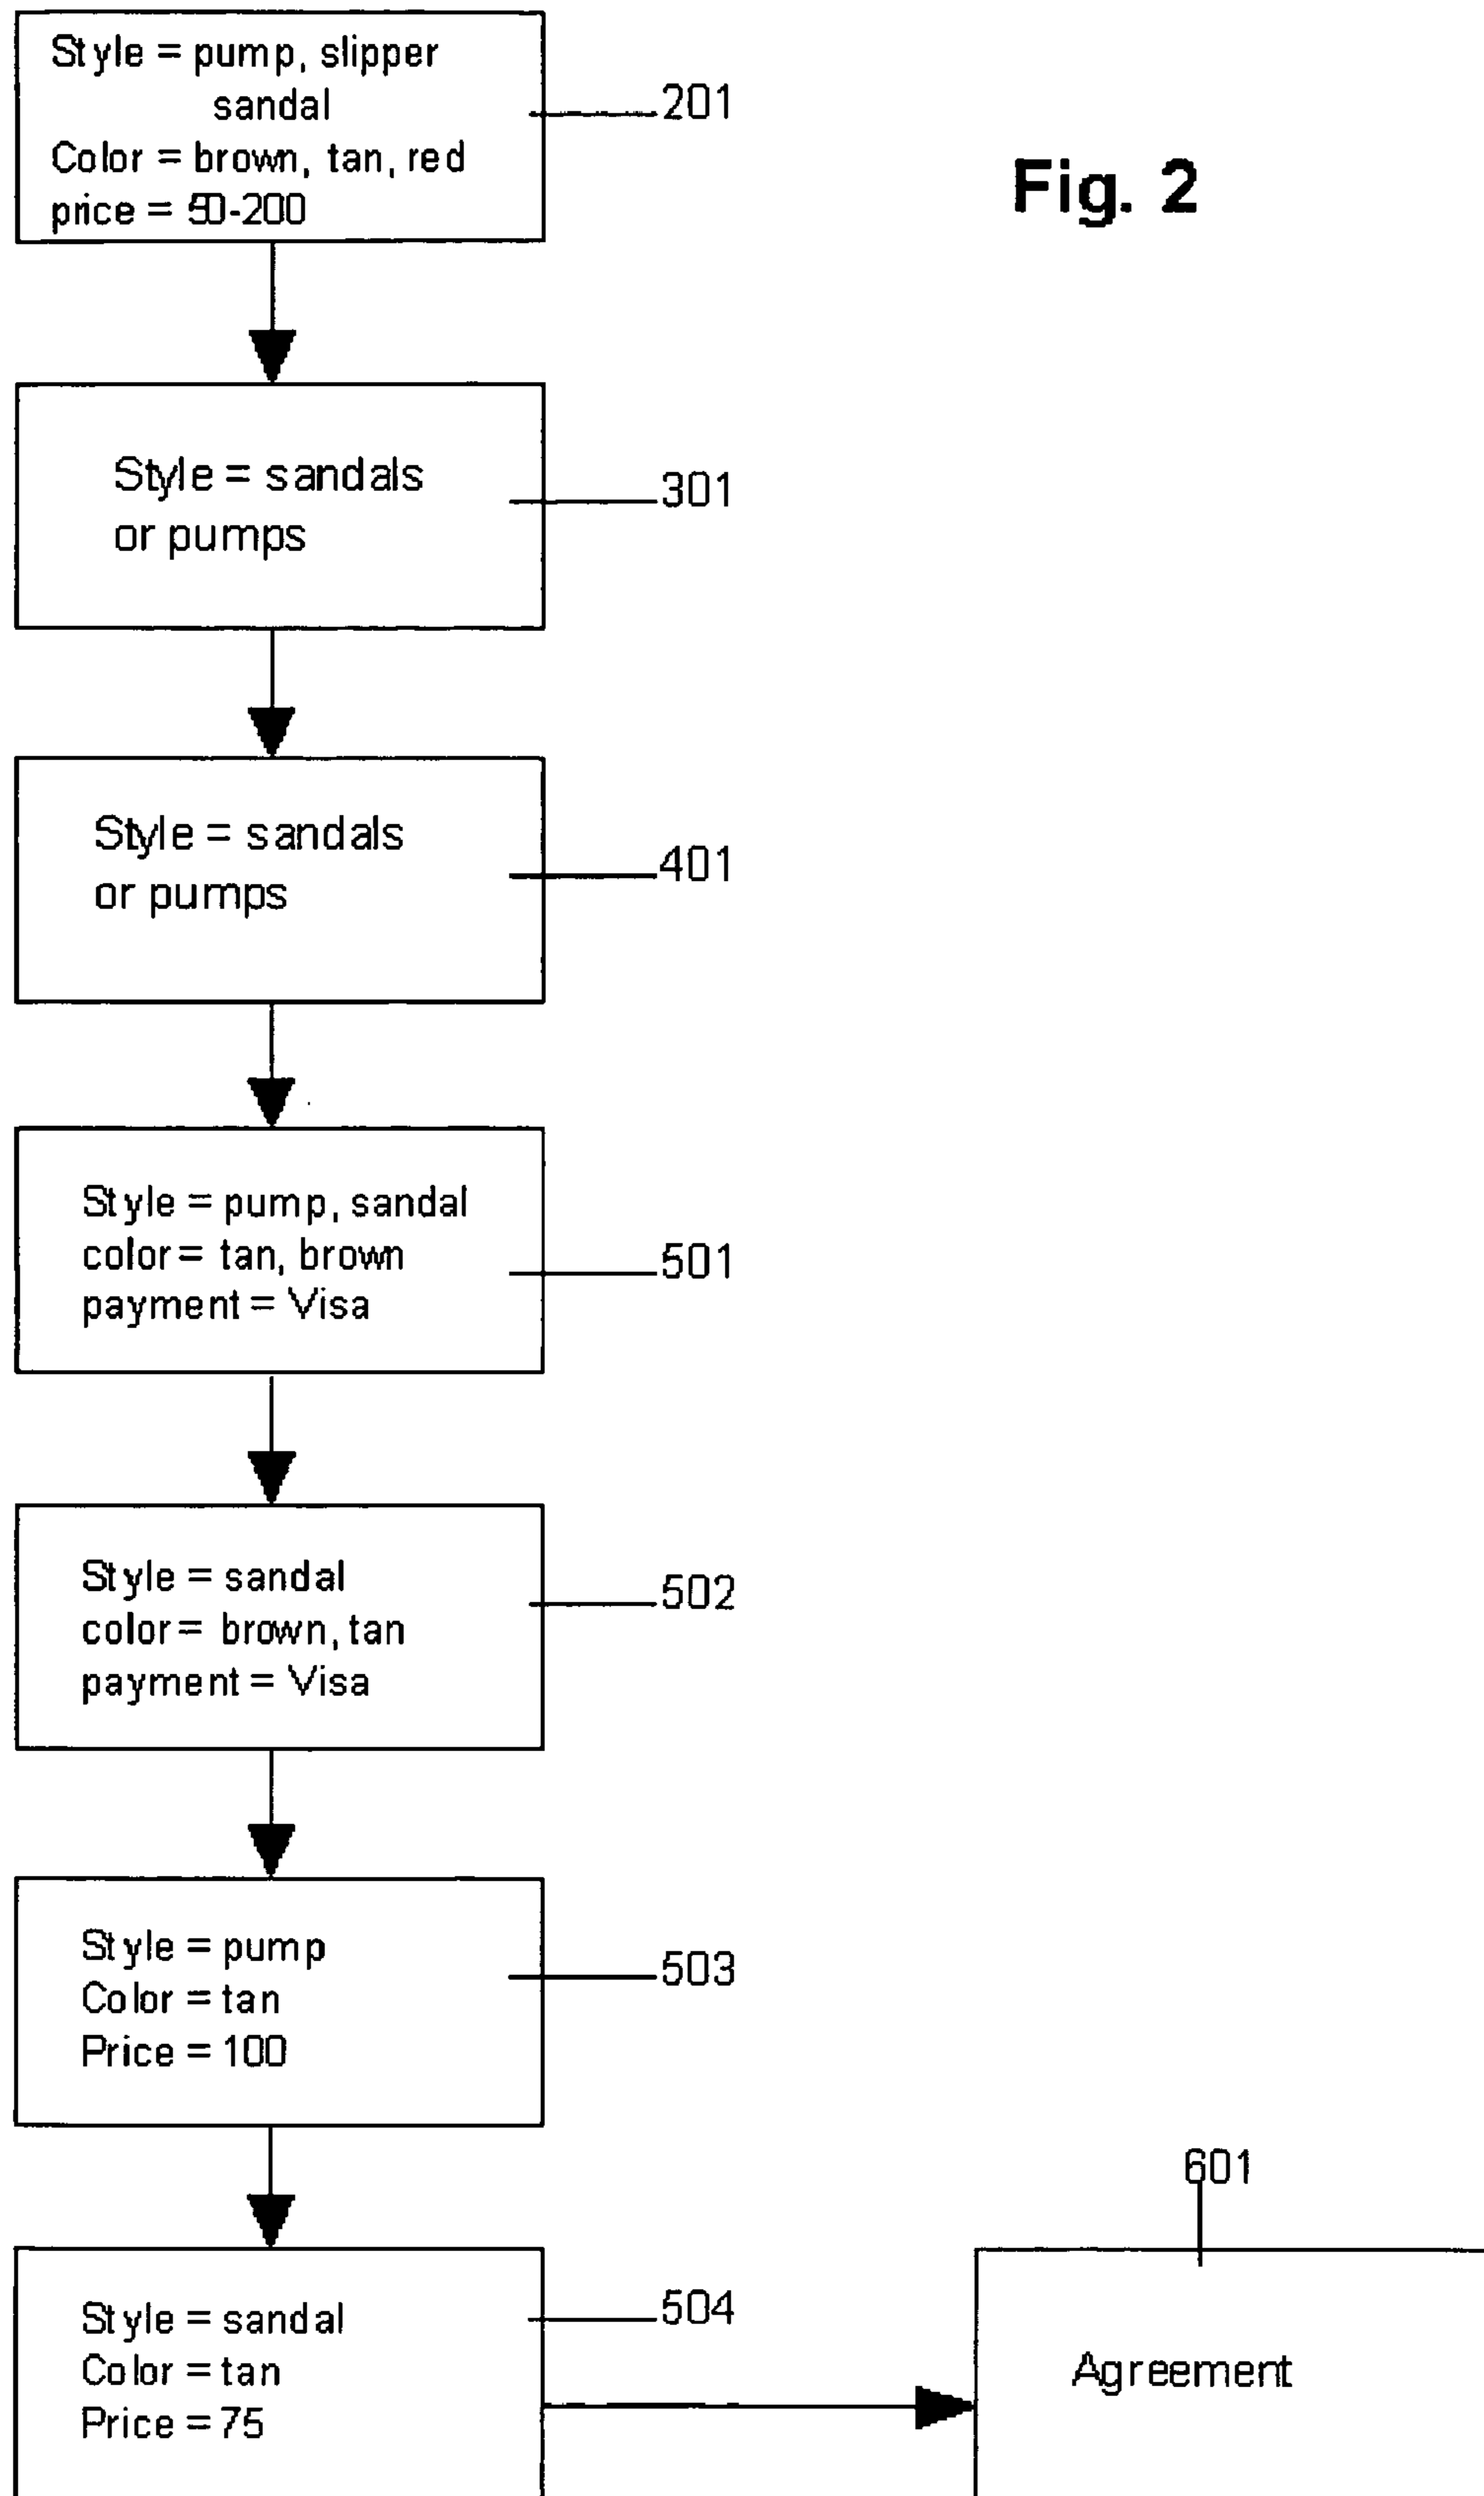 Style = pump, slipper
sandal
Color = brown, tan, red
price = 50-200
201
Fig. 2
Style = sandals
or pumps
301
Style = sandals
or pumps
401
Style = pump, sandal
color = tan, brown
payment = Visa
501
Style = sandal
color = brown, tan
payment = Visa
502
Style = pump
Color = tan
Price = 100
503
601
Style = sandal
Color = tan
Price = 75
504
Agreement